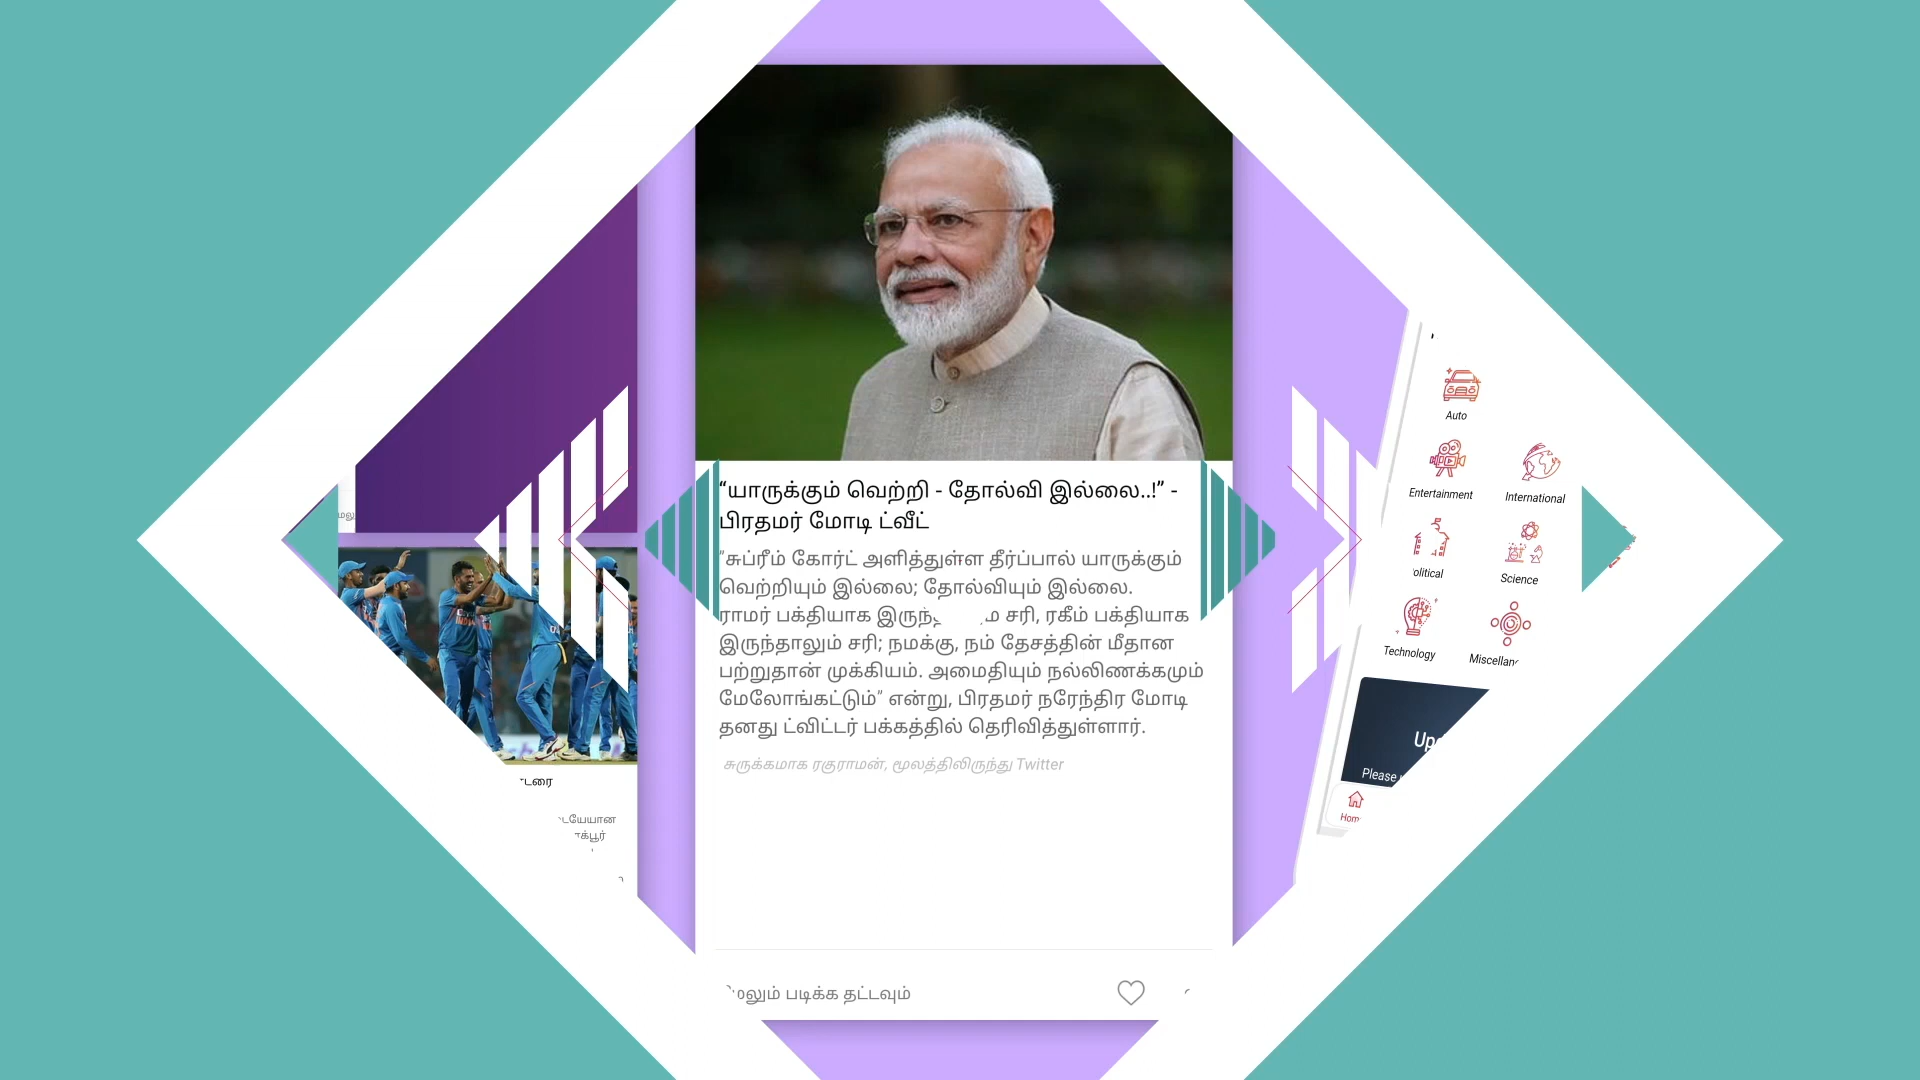 “யாருக்கும் வெற்றி - தோல்வி இல்லை..!” -
பிரதமர் மோடி ட்வீட்
"சுப்ரீம் கோர்ட் அளித்துள்ள தீர்ப்பால் யாருக்கும்
வெற்றியும் இல்லை; தோல்வியும் இல்லை.
ராமர் பக்தியாக சரி, ரகீம் பக்தியாக
இருந்தாலும் சரி; நமக்கு, நம் தேசத்தின் மீதான
பற்றுதான் முக்கியம். அமைதியும் நல்லிணக்கமும்
மேலோங்கட்டும்" என்று, பிரதமர் நரேந்திர மோடி
தனது ட்விட்டர் பக்கத்தில் தெரிவித்துள்ளார்.
சுருக்கமாக ரகுராமன், மூலத்திலிருந்து Twitter
படிக்க தட்டவும்
Auto
Entertainment
International
Science
Technology
Please